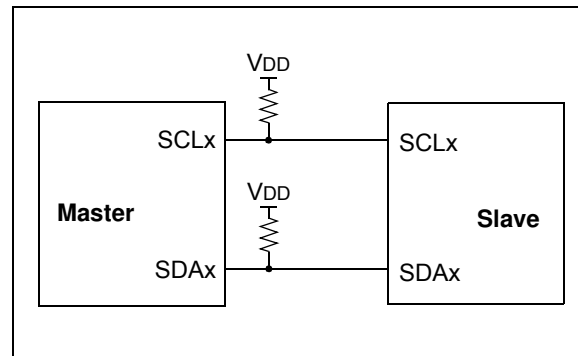 VDD
SCLx
SCLx
Master
VDD
Slave
SDAx
SDAx